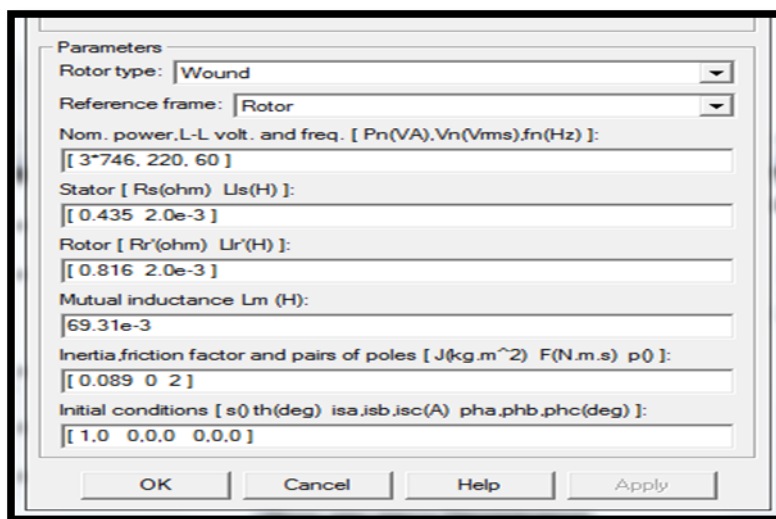 Parameters
Rotor type: Wound
Reference frame: Rotor
Nom. power,L-L volt. and freq. [ Pn(VA),Vn(Vrms),fn(Hz) ]:
[ 3*746, 220, 60 ]
Stator [ Rs(ohm) Lls(H) ]:
[ 0.435 2.0e-3 ]
Rotor [ Rr'(ohm) Llr'(H) ]:
[ 0.816 2.0e-3 ]
Mutual inductance Lm (H):
69.31e-3
Inertia,friction factor and pairs of poles [ J(kg.m^2) F(N.m.s) p() ]:
[ 0.089 0 2 ]
Initial conditions [ s() th(deg) isa,isb,isc(A) pha,phb,phc(deg) ]:
[ 1,0 0,0,0 0,0,0 ]
OK Cancel Help Apply